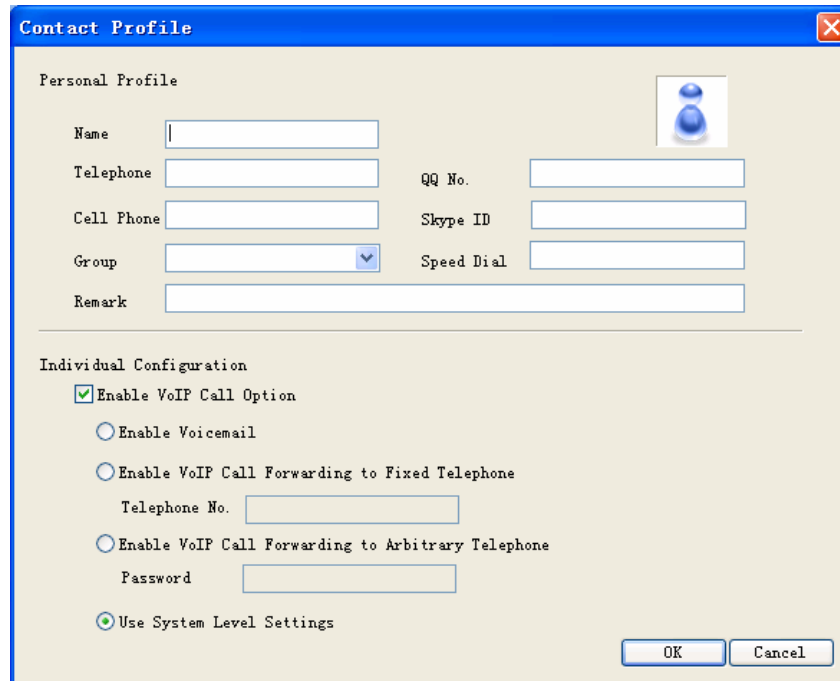 Contact Profile
Personal Profile
Name
Telephone
QQ No.
Cell Phone
Skype ID
Group
Speed Dial
Remark
Individual Configuration
Enable VoIP Call Option
Enable Voicemail
Enable VoIP Call Forwarding to Fixed Telephone
Telephone No.
Enable VoIP Call Forwarding to Arbitrary Telephone
Password
Use System Level Settings
OK
Cancel